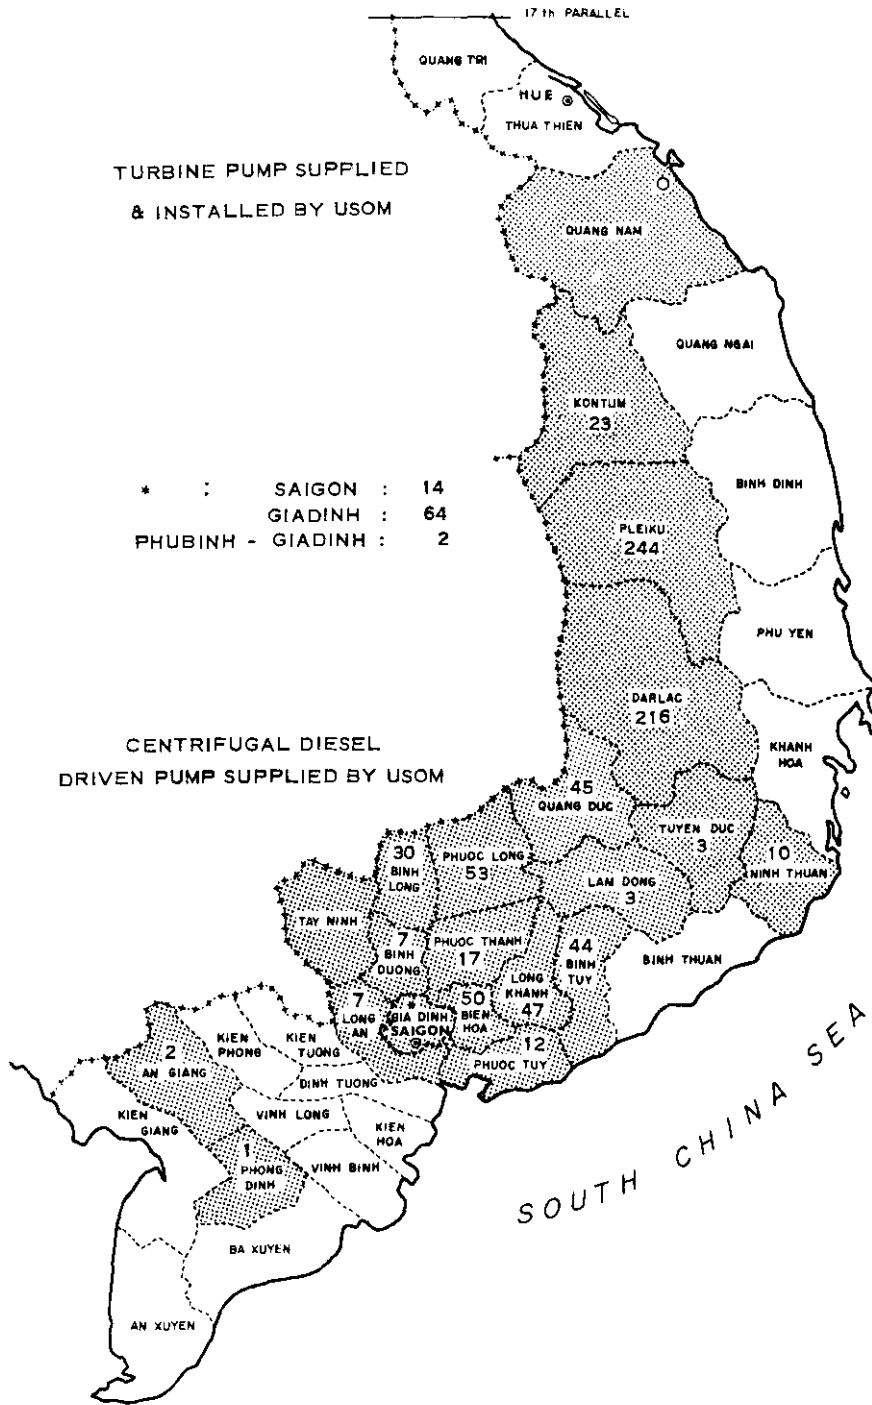 17th PARALLEL
QUANG TRI
HUE
THUA THIEN
TURBINE PUMP SUPPLIED
& INSTALLED BY USOM
QUANG NAM
QUANG NGAI
KONTUM
23
* : SAIGON : 14
GIADINH : 64
PHUBINH - GIADINH : 2
BINH DINH
PLEIKU
244
PHU YEN
DARLAC
216
CENTRIFUGAL DIESEL
DRIVEN PUMP SUPPLIED BY USOM
KHANH
HOA
45
QUANG DUC
TUYEN DUC
3
10
NINH THUAN
30
BINH
LONG
PHUOC LONG
53
LAM DONG
3
TAY NINH
7
BINH
DUONG
PHUOC THANH
17
44
BINH
TUY
BINH THUAN
LONG
KHANH
47
7
LONG
AN
*
GIA DINH
SAIGON
50
BIEN
HOA
12
PHUOC TUY
2
AN GIANG
KIEN
PHONG
KIEN
TUONG
DINH TUONG
KIEN
GIANG
VINH LONG
KIEN
HOA
1
PHONG
DINH
VINH BINH
BA XUYEN
AN XUYEN
SOUTH CHINA SEA